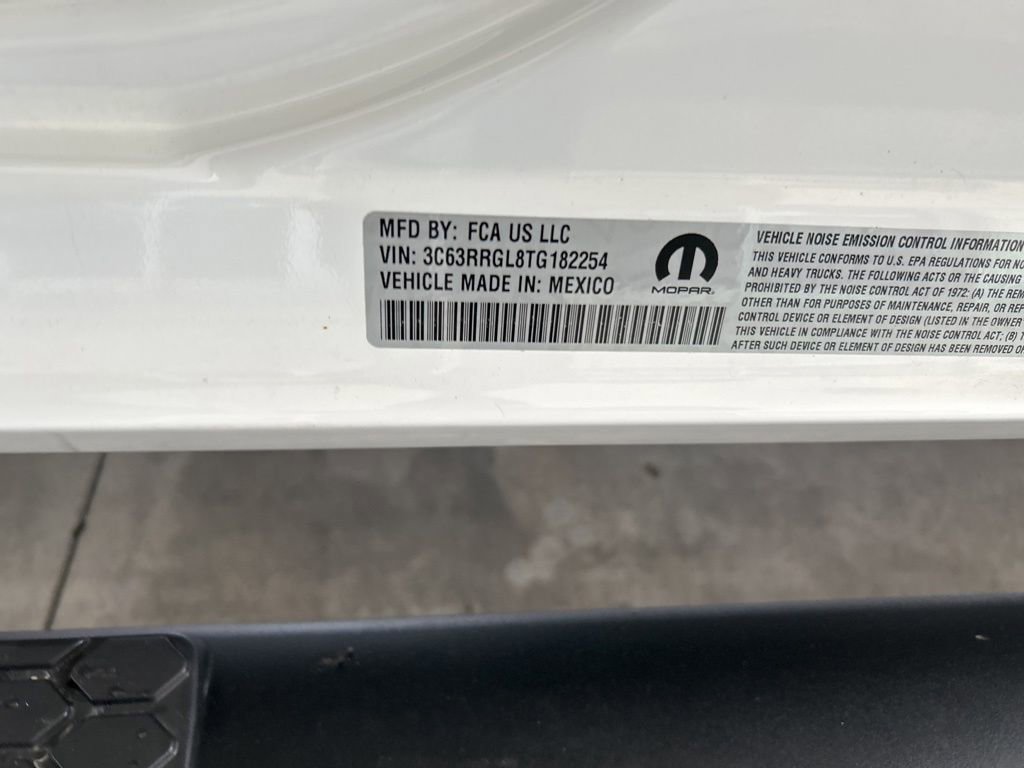 MFD BY: FCA US LLC
VIN: 3C63RRGL8TG182254
VEHICLE MADE IN: MEXICO
MOPAR
VEHICLE NOISE EMISSION CONTROL INFORMATION
THIS VEHICLE CONFORMS TO U.S. EPA REGULATIONS FOR
AND HEAVY TRUCKS. THE FOLLOWING ACTS OR THE CAUSING
PROHIBITED BY THE NOISE CONTROL ACT OF 1972: (A) THE
OTHER THAN FOR PURPOSES OF MAINTENANCE, REPAIR, OR
CONTROL DEVICE OR ELEMENT OF DESIGN (LISTED IN THE OWNER
THIS VEHICLE IN COMPLIANCE WITH THE NOISE CONTROL ACT; (B)
AFTER SUCH DEVICE OR ELEMENT OF DESIGN HAS BEEN REMOVED